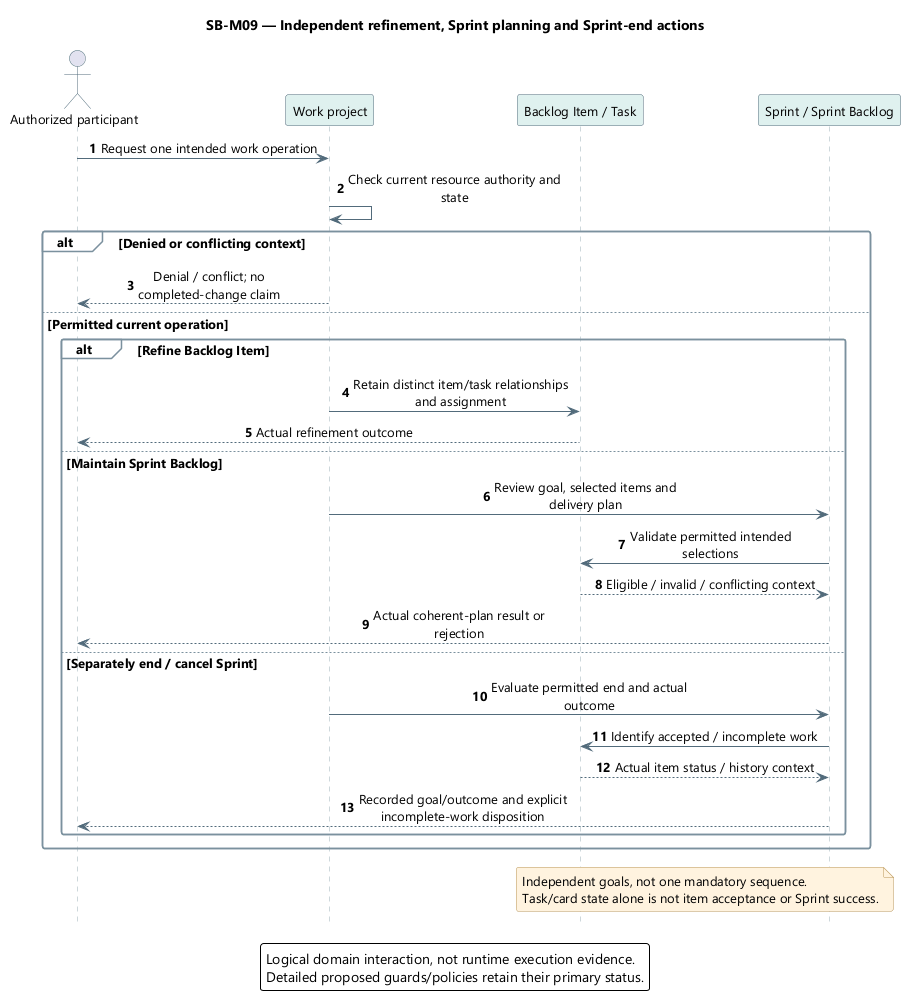 SB-M09 — Independent refinement, Sprint planning and Sprint-end actions
Authorized participant
Work project
Backlog Item / Task
Sprint / Sprint Backlog
1 Request one intended work operation
2 Check current resource authority and
state
alt [Denied or conflicting context]
3 Denial / conflict; no
completed-change claim
[Permitted current operation]
alt [Refine Backlog Item]
4 Retain distinct item/task relationships
and assignment
5 Actual refinement outcome
[Maintain Sprint Backlog]
6 Review goal, selected items and
delivery plan
7 Validate permitted intended
selections
8 Eligible / invalid / conflicting context
9 Actual coherent-plan result or
rejection
[Separately end / cancel Sprint]
10 Evaluate permitted end and actual
outcome
11 Identify accepted / incomplete work
12 Actual item status / history context
13 Recorded goal/outcome and explicit
incomplete-work disposition
Independent goals, not one mandatory sequence.
Task/card state alone is not item acceptance or Sprint success.
Logical domain interaction, not runtime execution evidence.
Detailed proposed guards/policies retain their primary status.